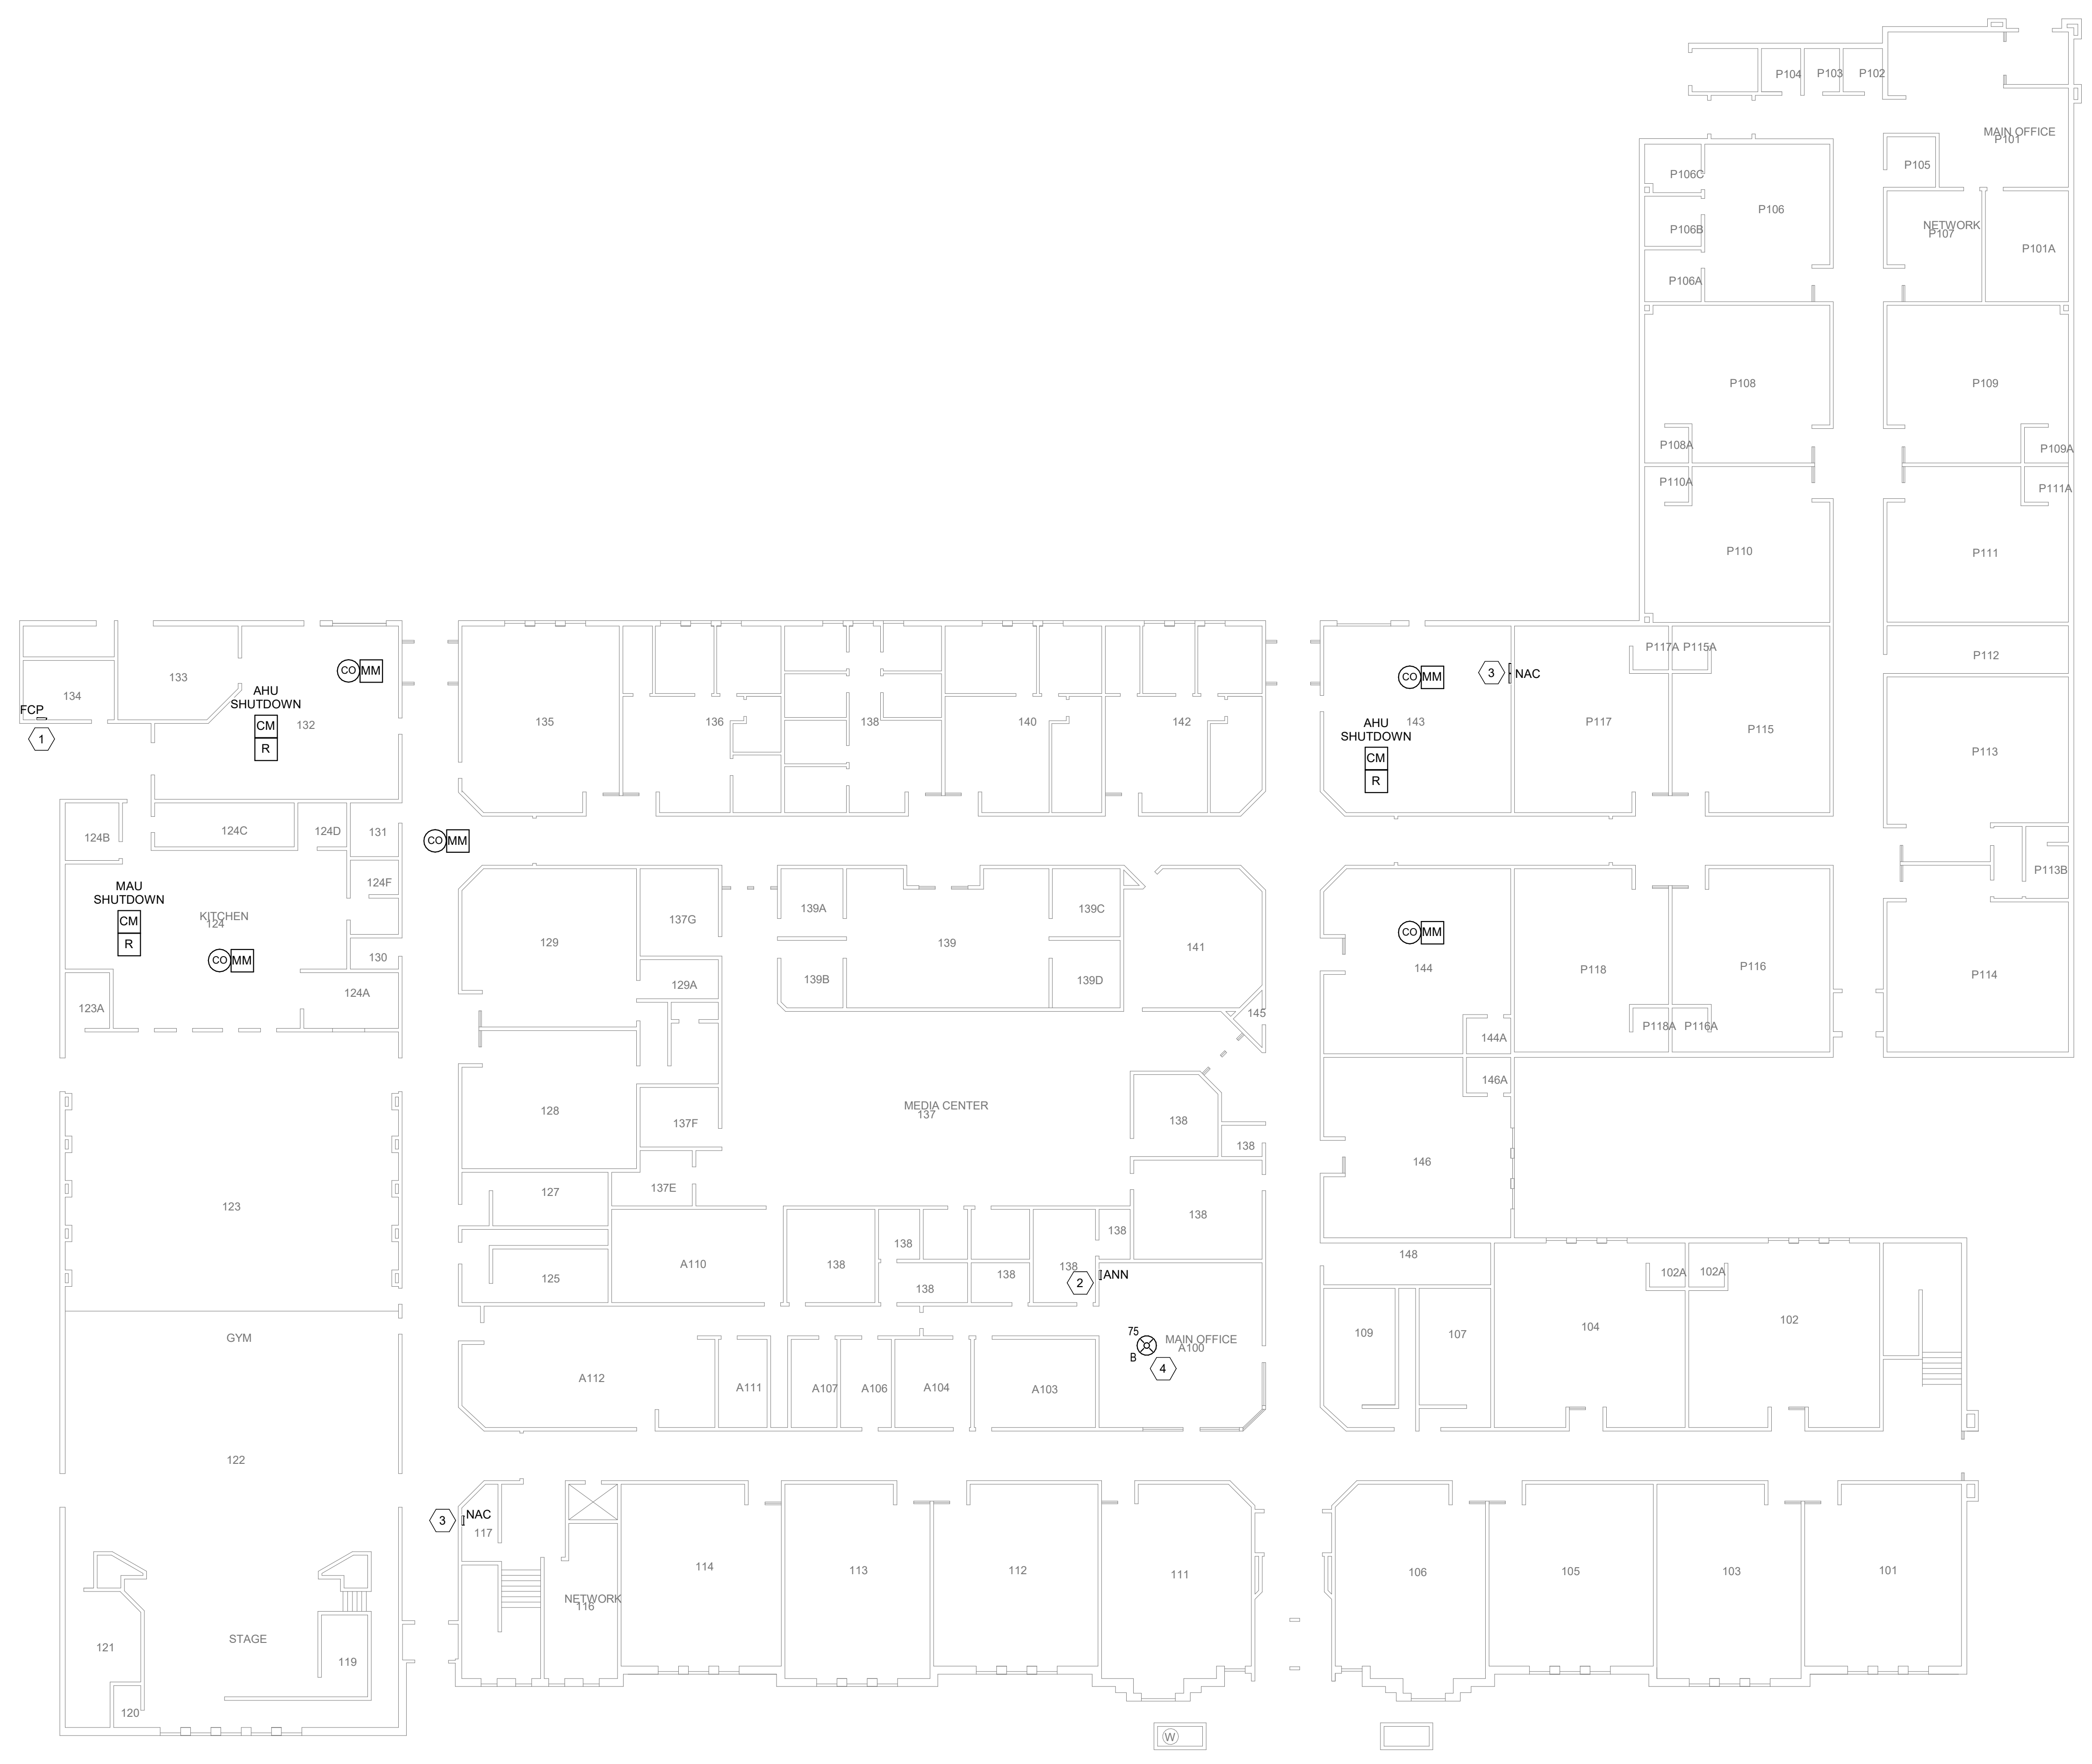 P104
P103
P102
MAIN OFFICE
P101
P105
P106C
P106
P106B
NETWORK
P107
P101A
P106A
P108
P109
P108A
P109A
P110A
P111A
P110
P111
P112
P117A
P115A
134
133
CO
MM
AHU
SHUTDOWN
CM
R
132
FCP
1
135
136
138
140
142
CO
MM
3
NAC
143
AHU
SHUTDOWN
CM
R
P117
P115
P113
124B
124C
124D
131
CO
MM
124F
MAU
SHUTDOWN
CM
R
KITCHEN
124
CO
MM
130
124A
123A
129
137G
129A
139A
139
139C
139B
139D
141
145
CO
MM
144
144A
P118
P116
P118A
P116A
P113B
P114
128
137F
MEDIA CENTER
137
138
138
146A
146
127
137E
123
125
A110
138
138
138
138
138
138
138
2
ANN
148
102A
102A
109
107
104
102
GYM
122
A112
A111
A107
A106
A104
A103
75
B
4
MAIN OFFICE
A100
3
NAC
117
NETWORK
116
114
113
112
111
106
105
103
101
STAGE
121
119
120
W